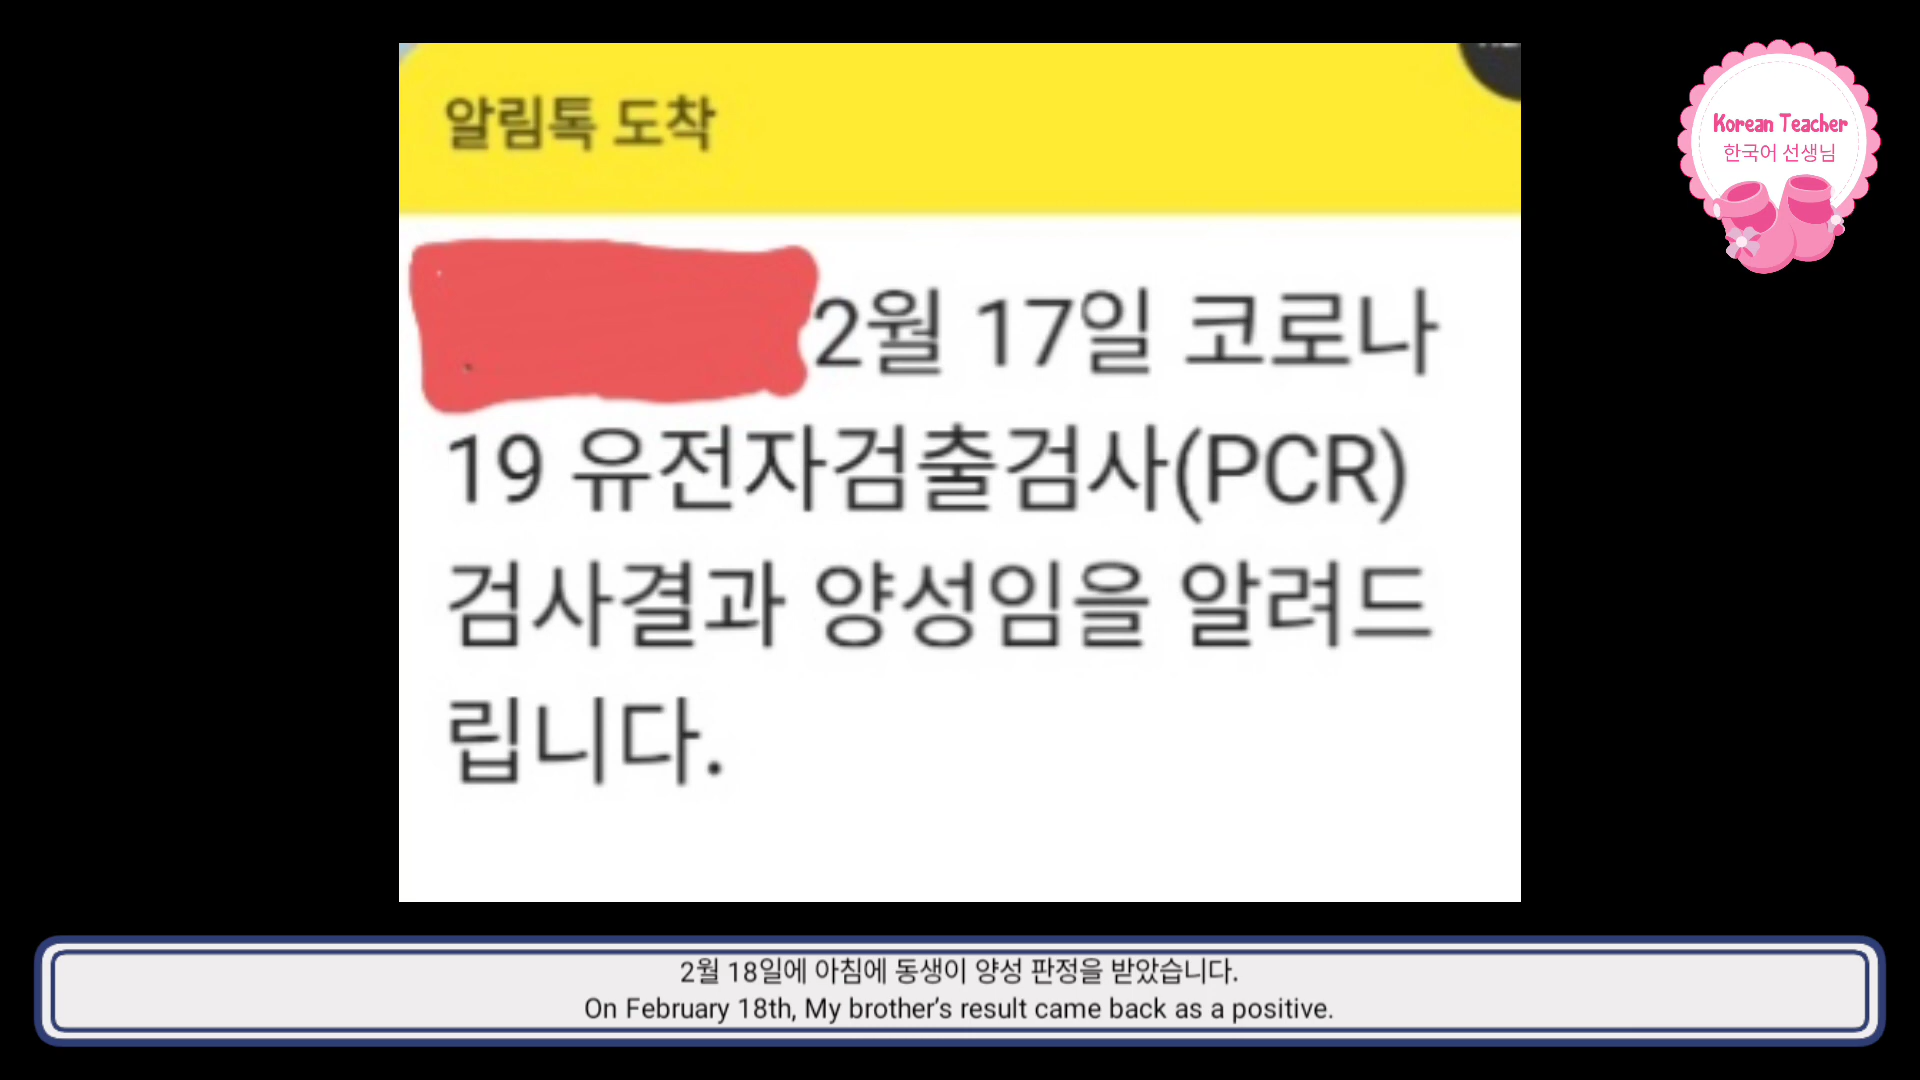 알림톡 도착
Korean Teacher
한국어 선생님
2월 17일 코로나
19 유전자검출검사(PCR)
검사결과 양성임을 알려드
립니다.
2월 18일에 아침에 동생이 양성 판정을 받았습니다.
On February 18th, My brother’s result came back as a positive.